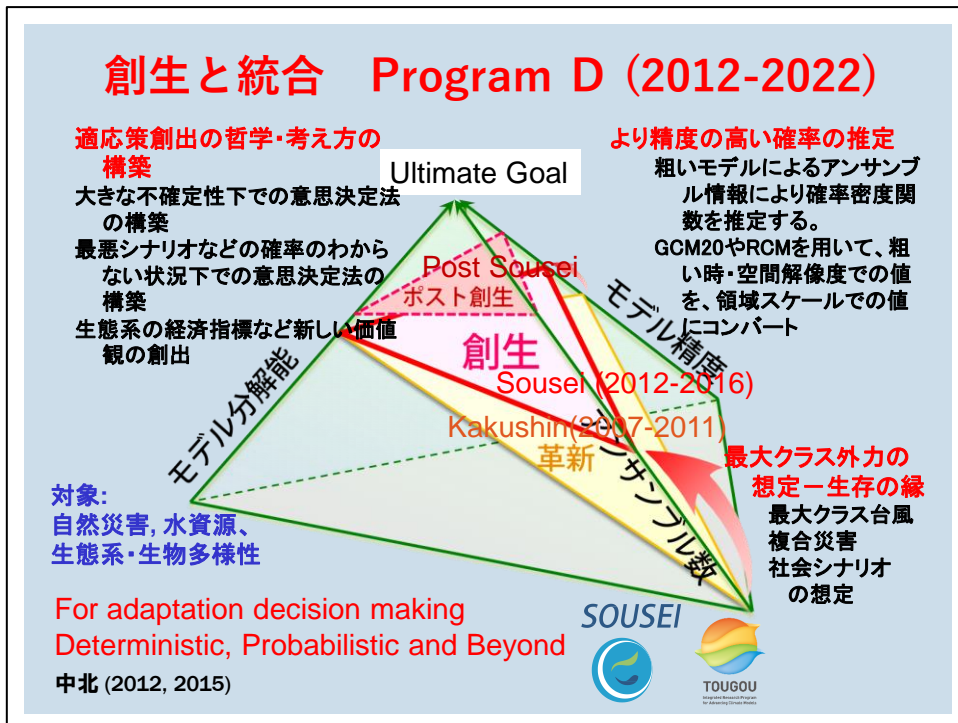 創生と統合　Program D (2012-2022)
適応策創出の哲学・考え方の
構築
大きな不確定性下での意思決定法
の構築
最悪シナリオなどの確率のわから
ない状況下での意思決定法の
構築
生態系の経済指標など新しい価値
観の創出
Ultimate Goal
より精度の高い確率の推定
粗いモデルによるアンサンブ
ル情報により確率密度関
数を推定する。
GCM20やRCMを用いて、粗
い時・空間解像度での値
を、領域スケールでの値
にコンバート
Post Sousei
ポスト創生
創生
Sousei (2012-2016)
Kakushin(2007-2011)
革新
モデル分解能
モデル精度
アンサンブル数
最大クラス外力の
想定－生存の縁
最大クラス台風
複合災害
社会シナリオ
の想定
対象:
自然災害, 水資源、
生態系・生物多様性
For adaptation decision making
Deterministic, Probabilistic and Beyond
中北 (2012, 2015)
SOUSEI
TOUGOU
Integrated Research Program
for Advancing Climate Models